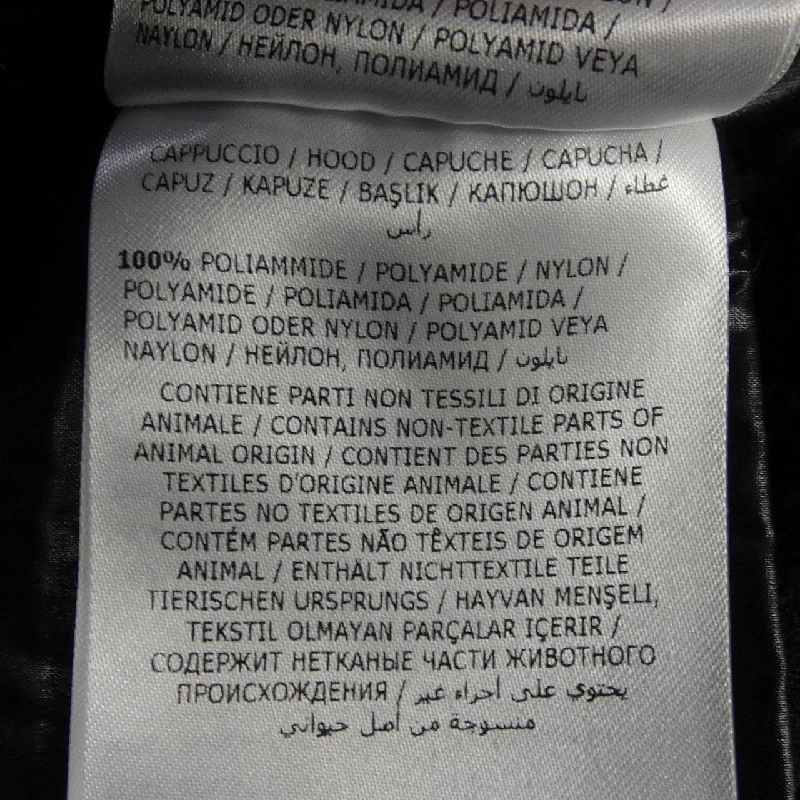 POLIAMIDA / POLIAMIDA /
POLYAMID ODER NYLON / POLYAMID VEYA
NAYLON / НЕЙЛОН, ПОЛИАМИД / نايلون
CAPPUCCIO / HOOD / CAPUCHE / CAPUCHA /
CAPUZ / KAPUZE / BAŞLIK / КАПЮШОН / غطاء
رأس
100% POLIAMMIDE / POLYAMIDE / NYLON /
POLYAMIDE / POLIAMIDA / POLIAMIDA /
POLYAMID ODER NYLON / POLYAMID VEYA
NAYLON / НЕЙЛОН, ПОЛИАМИД / نايلون
CONTIENE PARTI NON TESSILI DI ORIGINE
ANIMALE / CONTAINS NON-TEXTILE PARTS OF
ANIMAL ORIGIN / CONTIENT DES PARTIES NON
TEXTILES D'ORIGINE ANIMALE / CONTIENE
PARTES NO TEXTILES DE ORIGEN ANIMAL /
CONTÉM PARTES NÃO TÊXTEIS DE ORIGEM
ANIMAL / ENTHÄLT NICHTTEXTILE TEILE
TIERISCHEN URSPRUNGS / HAYVAN MENŞELİ,
TEKSTIL OLMAYAN PARÇALAR IÇERIR /
СОДЕРЖИТ НЕТКАНЫЕ ЧАСТИ ЖИВОТНОГО
ПРОИСХОЖДЕНИЯ / يحتوي على أجزاء غير
منسوجة من أصل حيواني